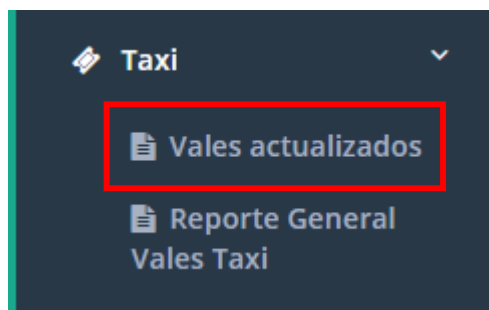 Taxi
Vales actualizados
Reporte General
Vales Taxi